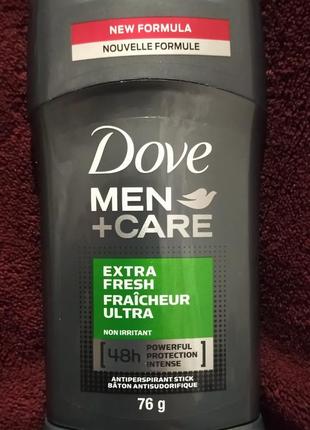 NEW FORMULA
NOUVELLE FORMULE
Dove
MEN
+CARE
EXTRA
FRESH
FRAÎCHEUR
ULTRA
NON IRRITANT
48h POWERFUL
PROTECTION
INTENSE
ANTIPERSPIRANT STICK
BÂTON ANTISUDORIFIQUE
76 g